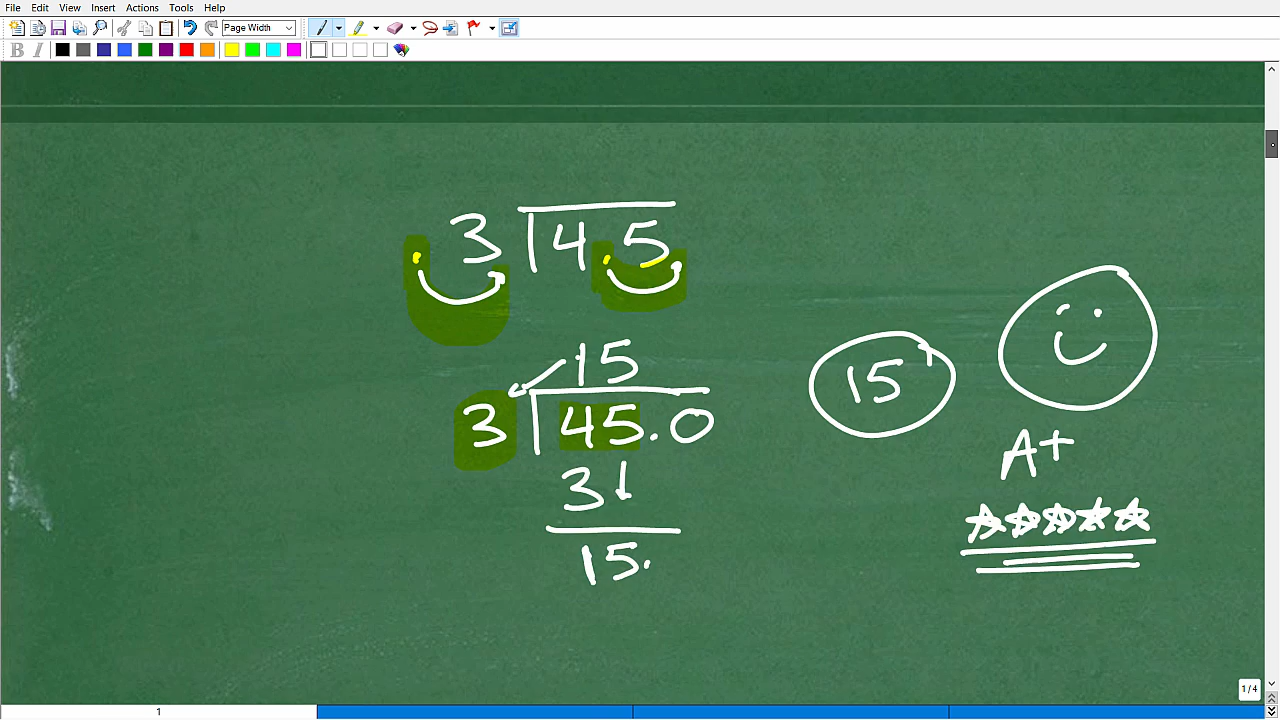 File Edit View Insert Actions Tools Help
Page Width
B I
.3 4.5
15
3 45.0
3
15.
15
A+
1/4
1